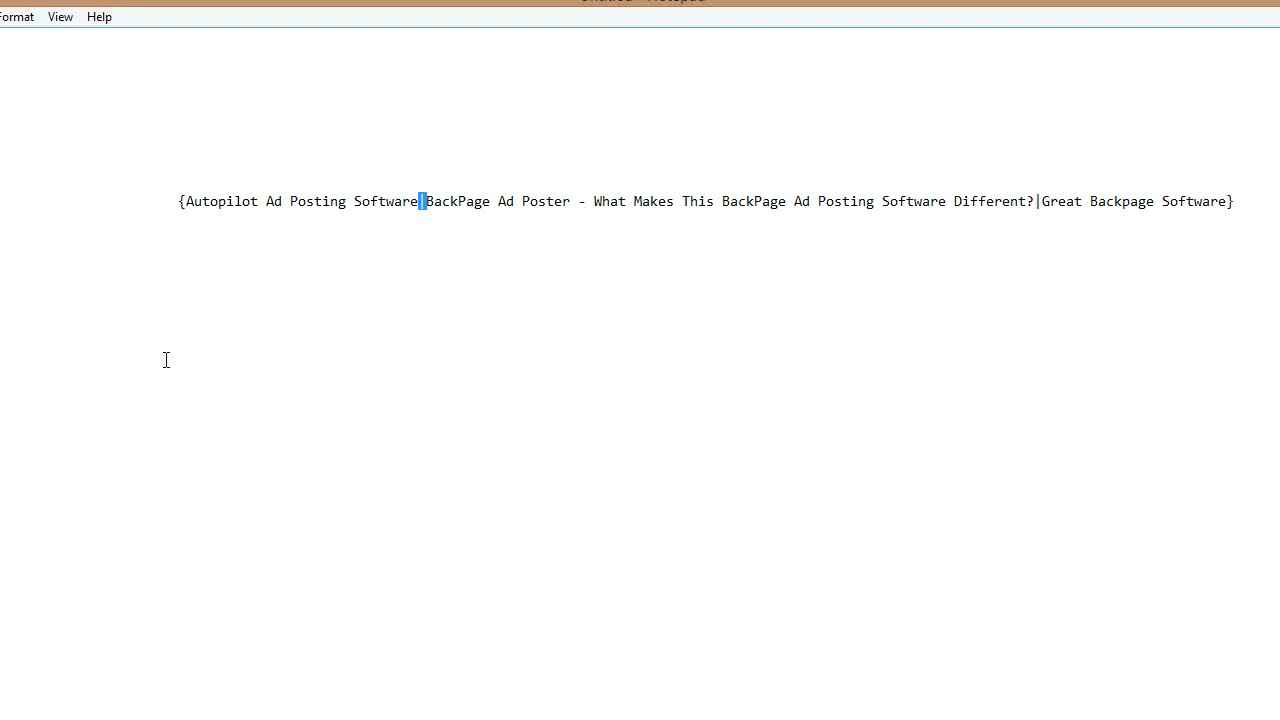 Format View Help
{Autopilot Ad Posting Software|BackPage Ad Poster - What Makes This BackPage Ad Posting Software Different?|Great Backpage Software}